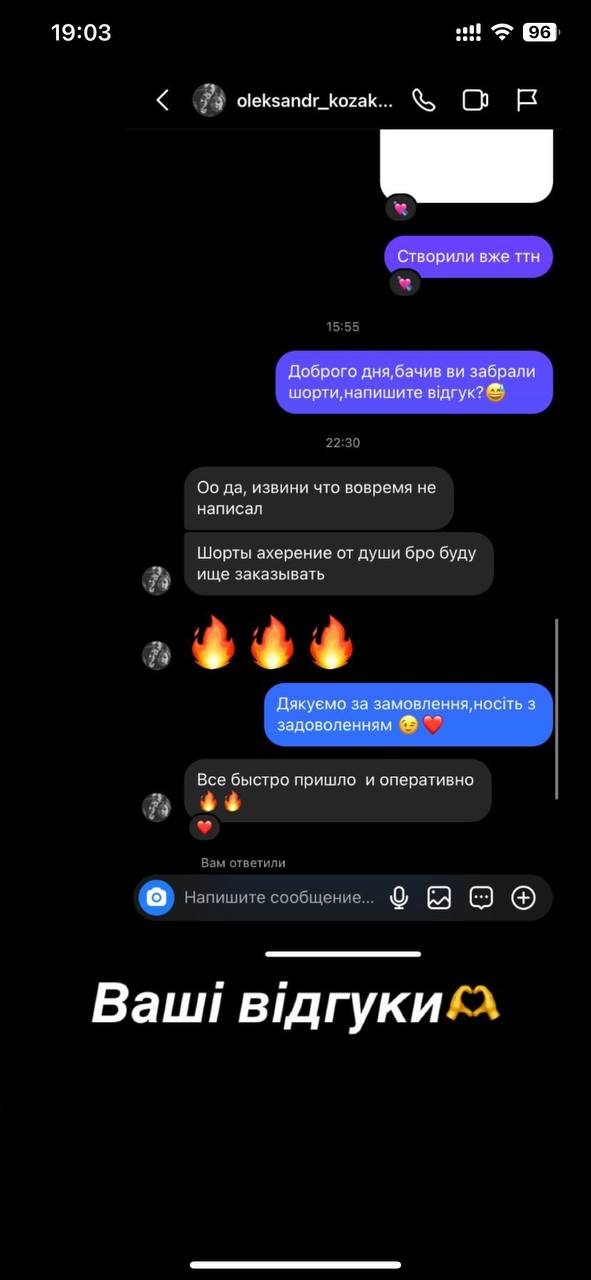 19:03
96
oleksandr_kozak...
Створили вже ттн
15:55
Доброго дня,бачив ви забрали
шорти,напишите відгук?😅
22:30
Оо да, извини что вовремя не
написал
Шорты ахерение от души бро буду
ище заказывать
🔥🔥🔥
Дякуємо за замовлення,носіть з
задоволенням 😉❤️
Все быстро пришло  и оперативно
🔥🔥
Вам ответили
Напишите сообщение...
Ваші відгуки🫶